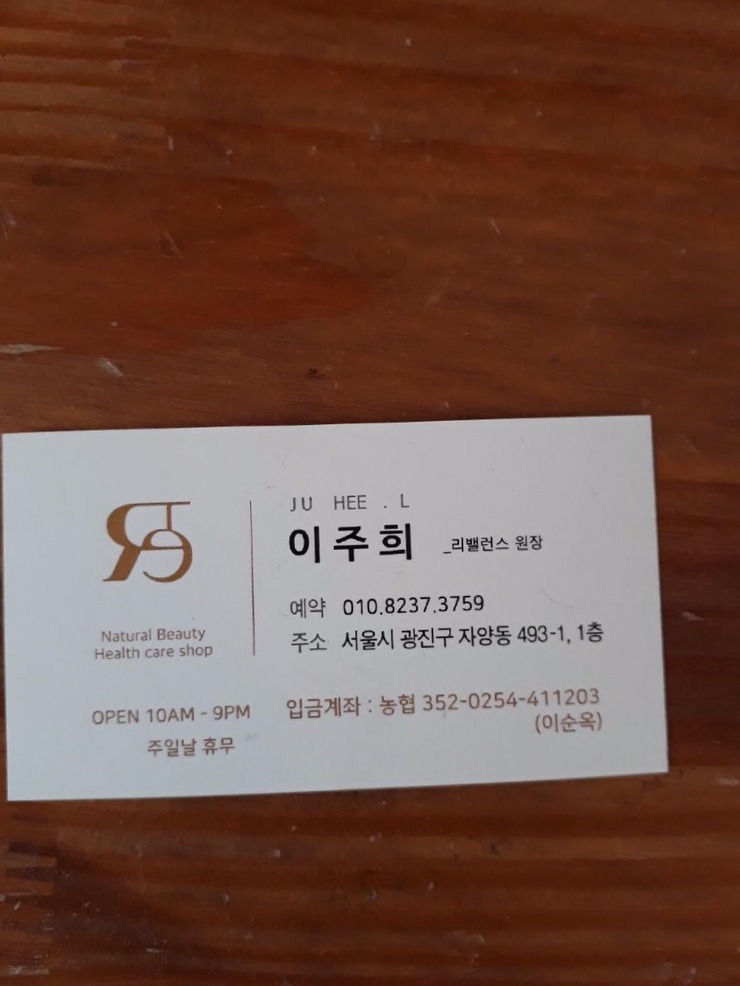 JU HEE . L
이주희 _리밸런스 원장
예약 010.8237.3759
주소 서울시 광진구 자양동 493-1, 1층
Natural Beauty
Health care shop
OPEN 10AM - 9PM
주일날 휴무
입금계좌 : 농협 352-0254-411203
(이순옥)